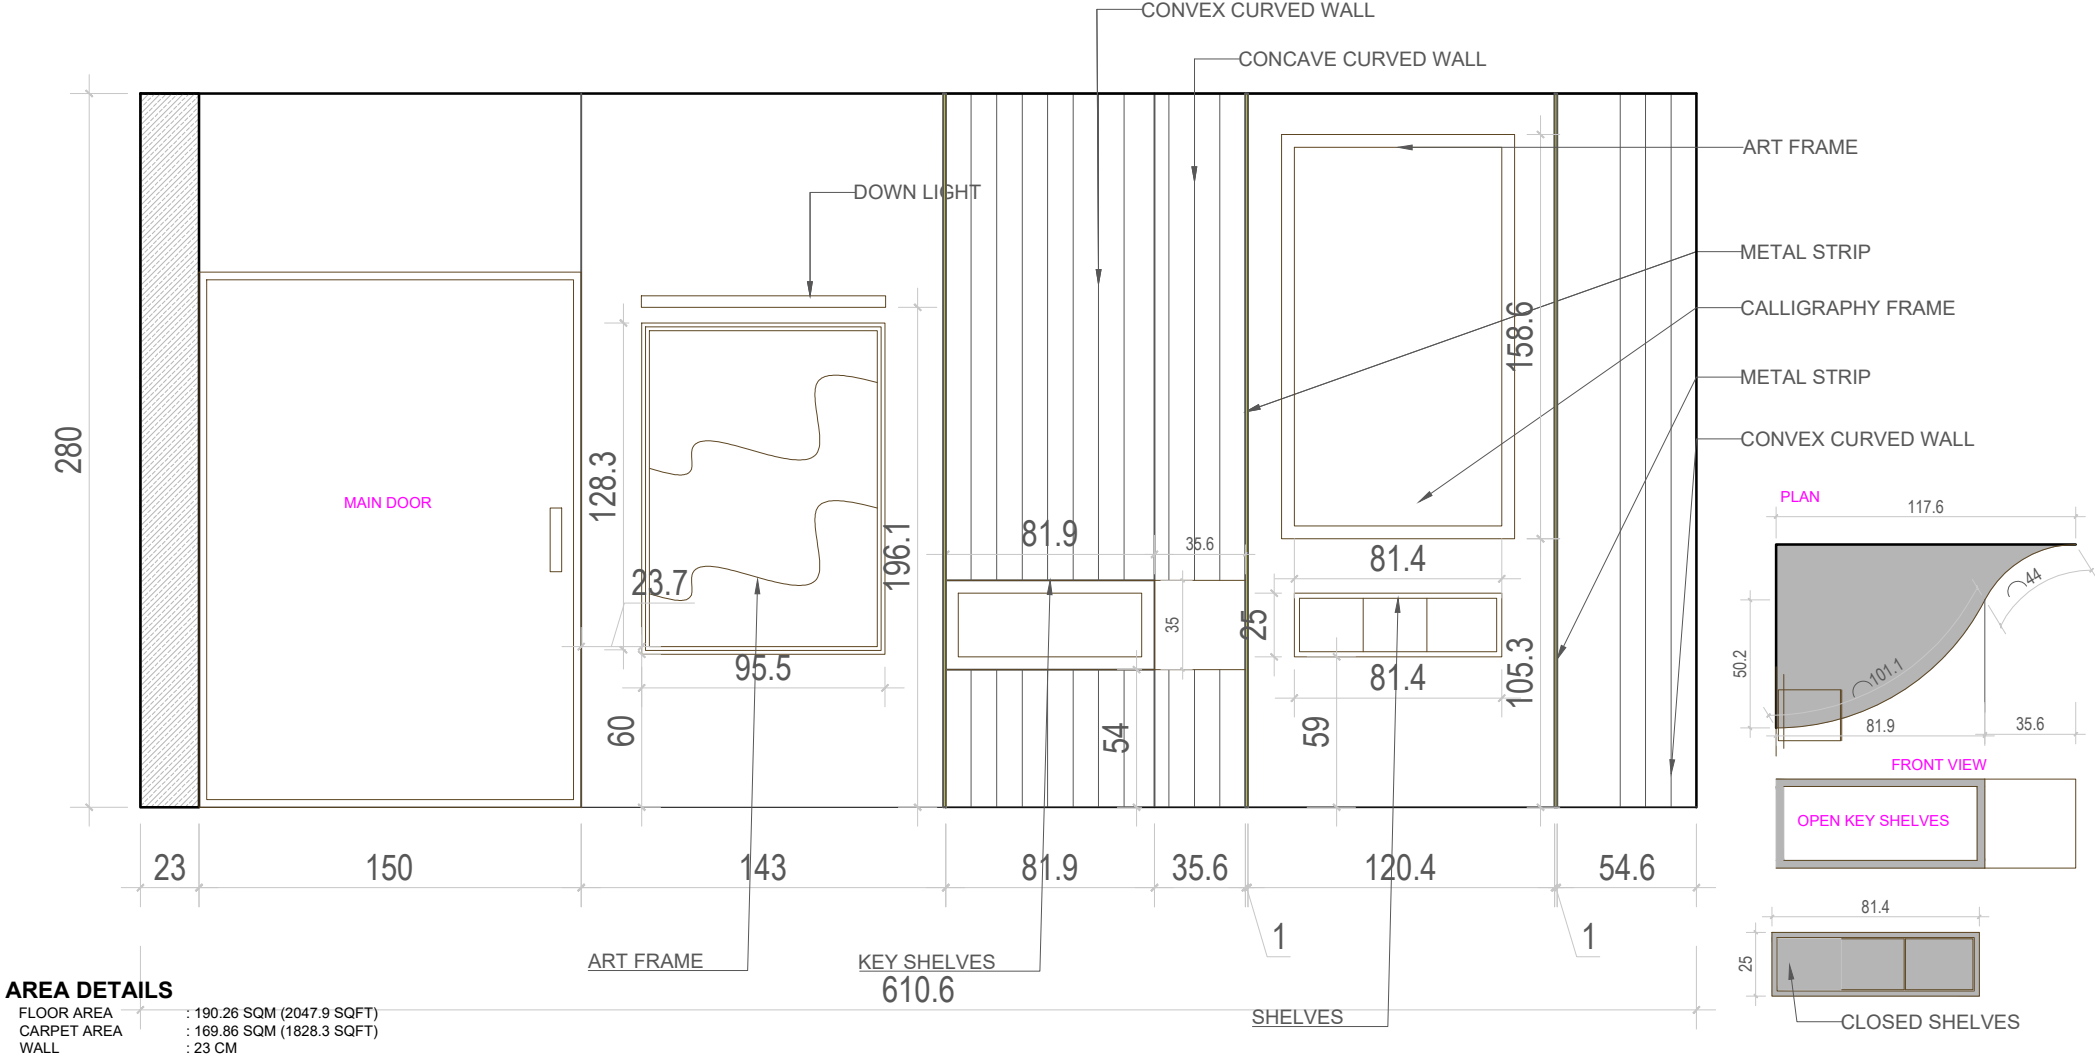 CONVEX CURVED WALL
CONCAVE CURVED WALL
ART FRAME
DOWN LIGHT
METAL STRIP
CALLIGRAPHY FRAME
158.6
METAL STRIP
280
CONVEX CURVED WALL
128.3
MAIN DOOR
PLAN
117.6
196.1
81.9
35.6
81.4
23.7
44
35
25
95.5
81.4
105.3
50.2
101.1
60
54
59
81.9
35.6
FRONT VIEW
OPEN KEY SHELVES
23
150
143
81.9
35.6
120.4
54.6
81.4
1
1
ART FRAME
KEY SHELVES
25
610.6
SHELVES
CLOSED SHELVES
AREA DETAILS
FLOOR AREA : 190.26 SQM (2047.9 SQFT)
CARPET AREA : 169.86 SQM (1828.3 SQFT)
WALL : 23 CM